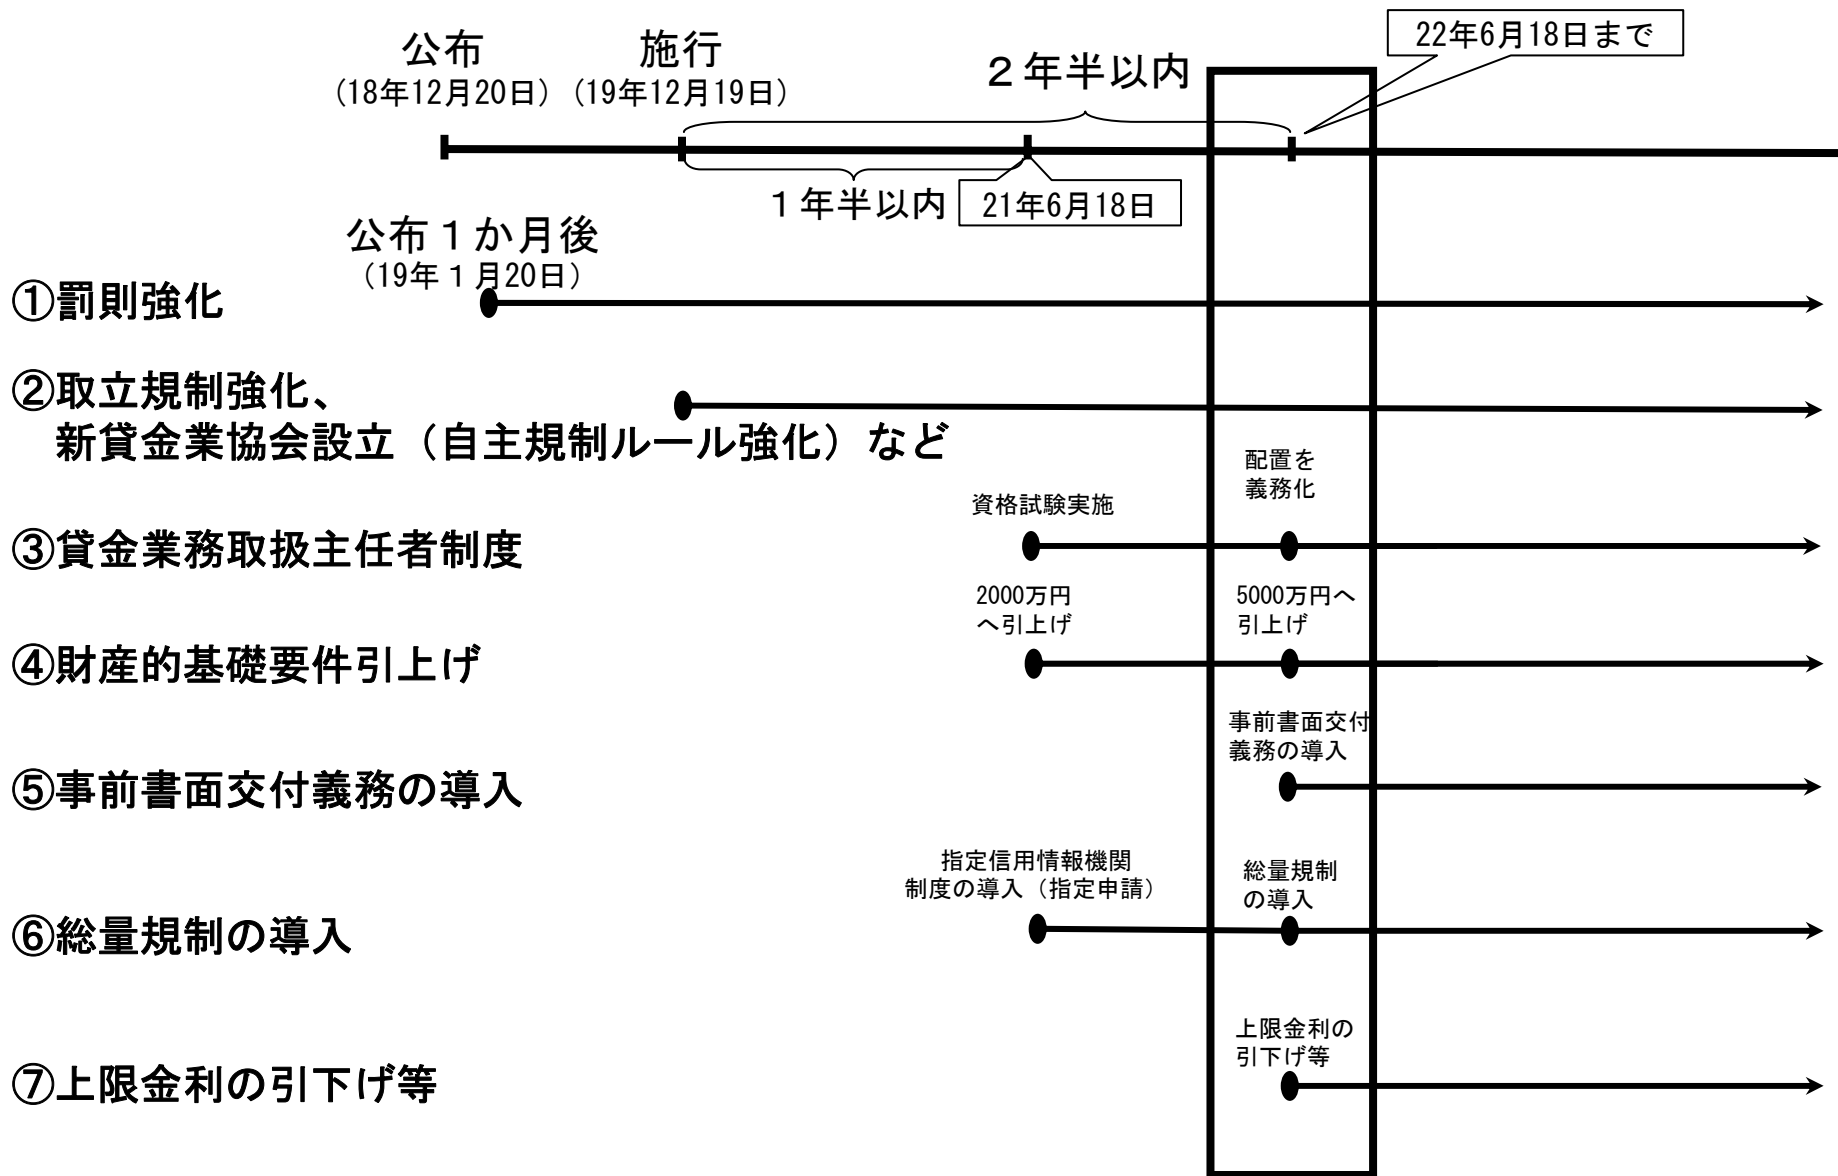 公布
(18年12月20日)
施行
(19年12月19日)
２年半以内
22年6月18日まで
１年半以内
21年6月18日
公布１か月後
（19年１月20日）
①罰則強化
②取立規制強化、
新貸金業協会設立（自主規制ルール強化）など
資格試験実施
配置を
義務化
③貸金業務取扱主任者制度
2000万円
へ引上げ
5000万円へ
引上げ
④財産的基礎要件引上げ
事前書面交付
義務の導入
⑤事前書面交付義務の導入
指定信用情報機関
制度の導入（指定申請）
総量規制
の導入
⑥総量規制の導入
上限金利の
引下げ等
⑦上限金利の引下げ等